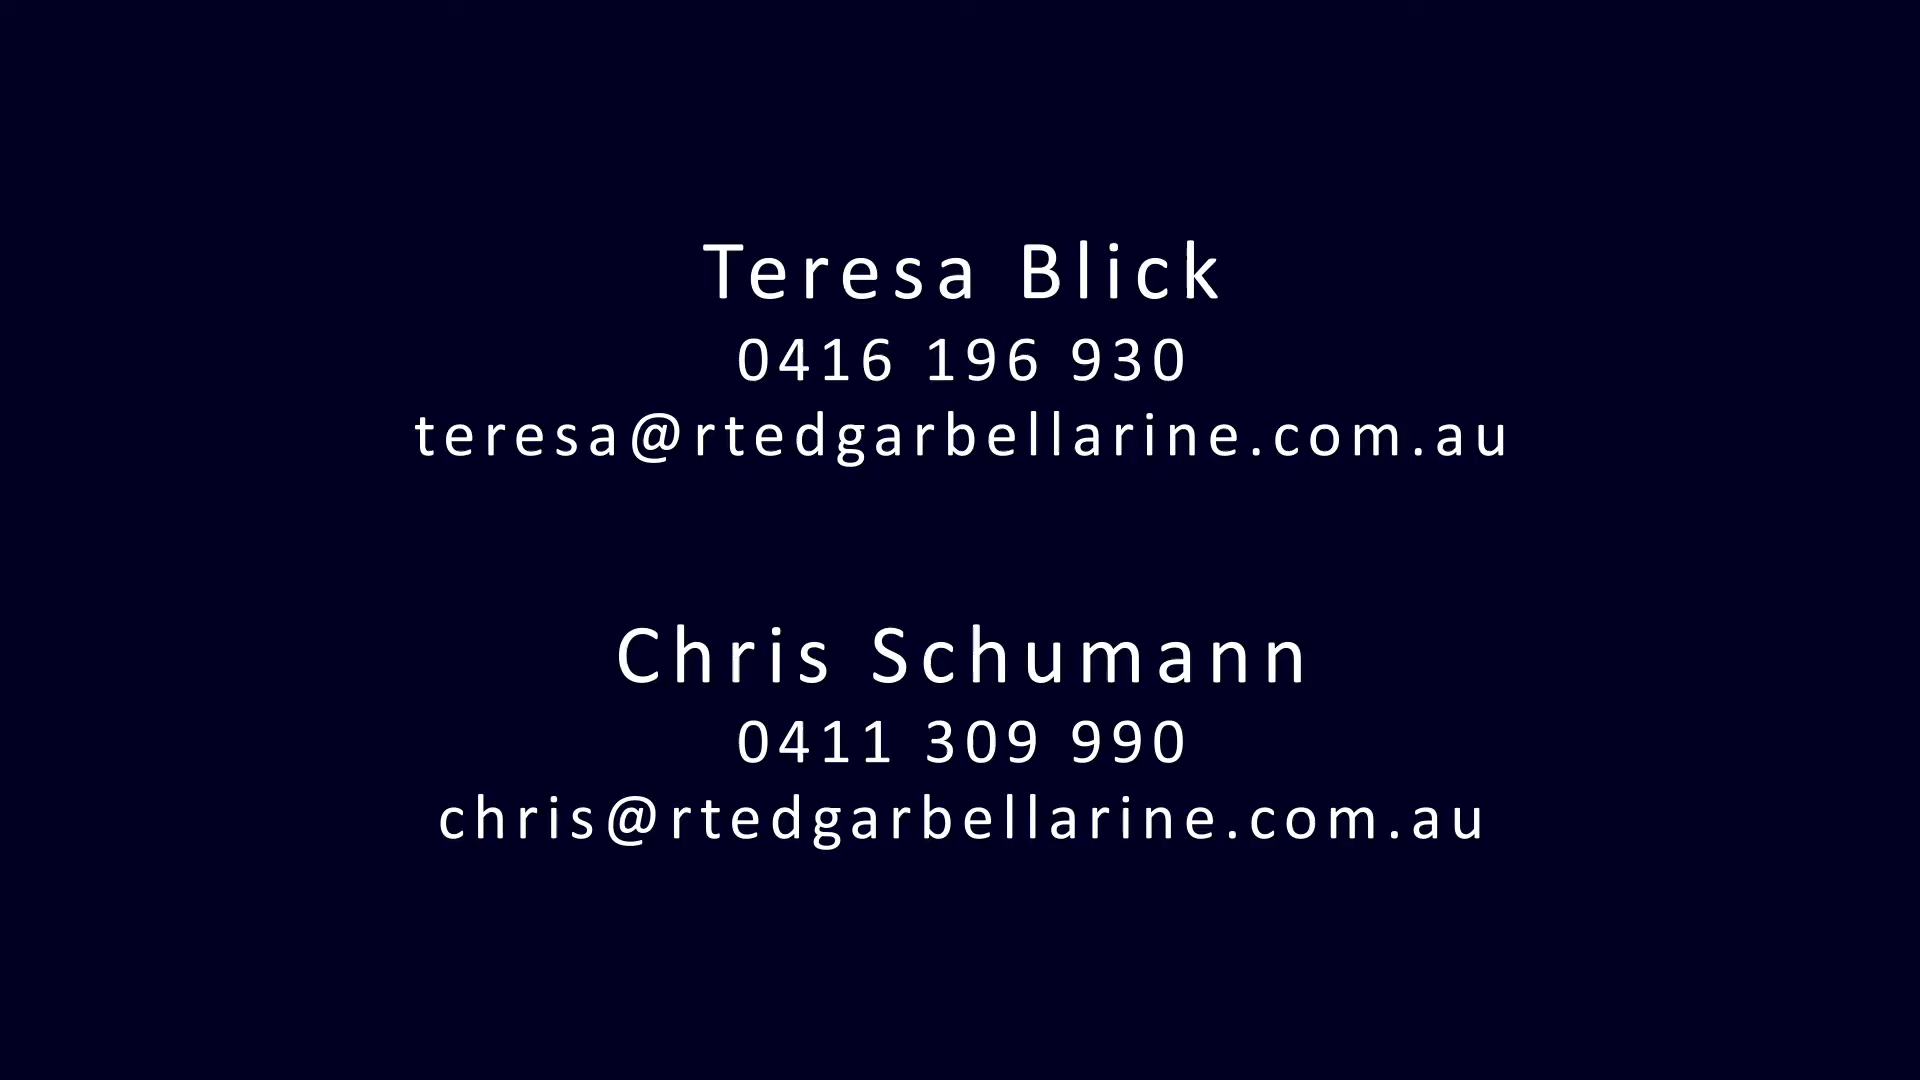 Teresa Blick
0416 196 930
teresa@rtedgarbellarine.com.au
Chris Schumann
0411 309 990
chris@rtedgarbellarine.com.au